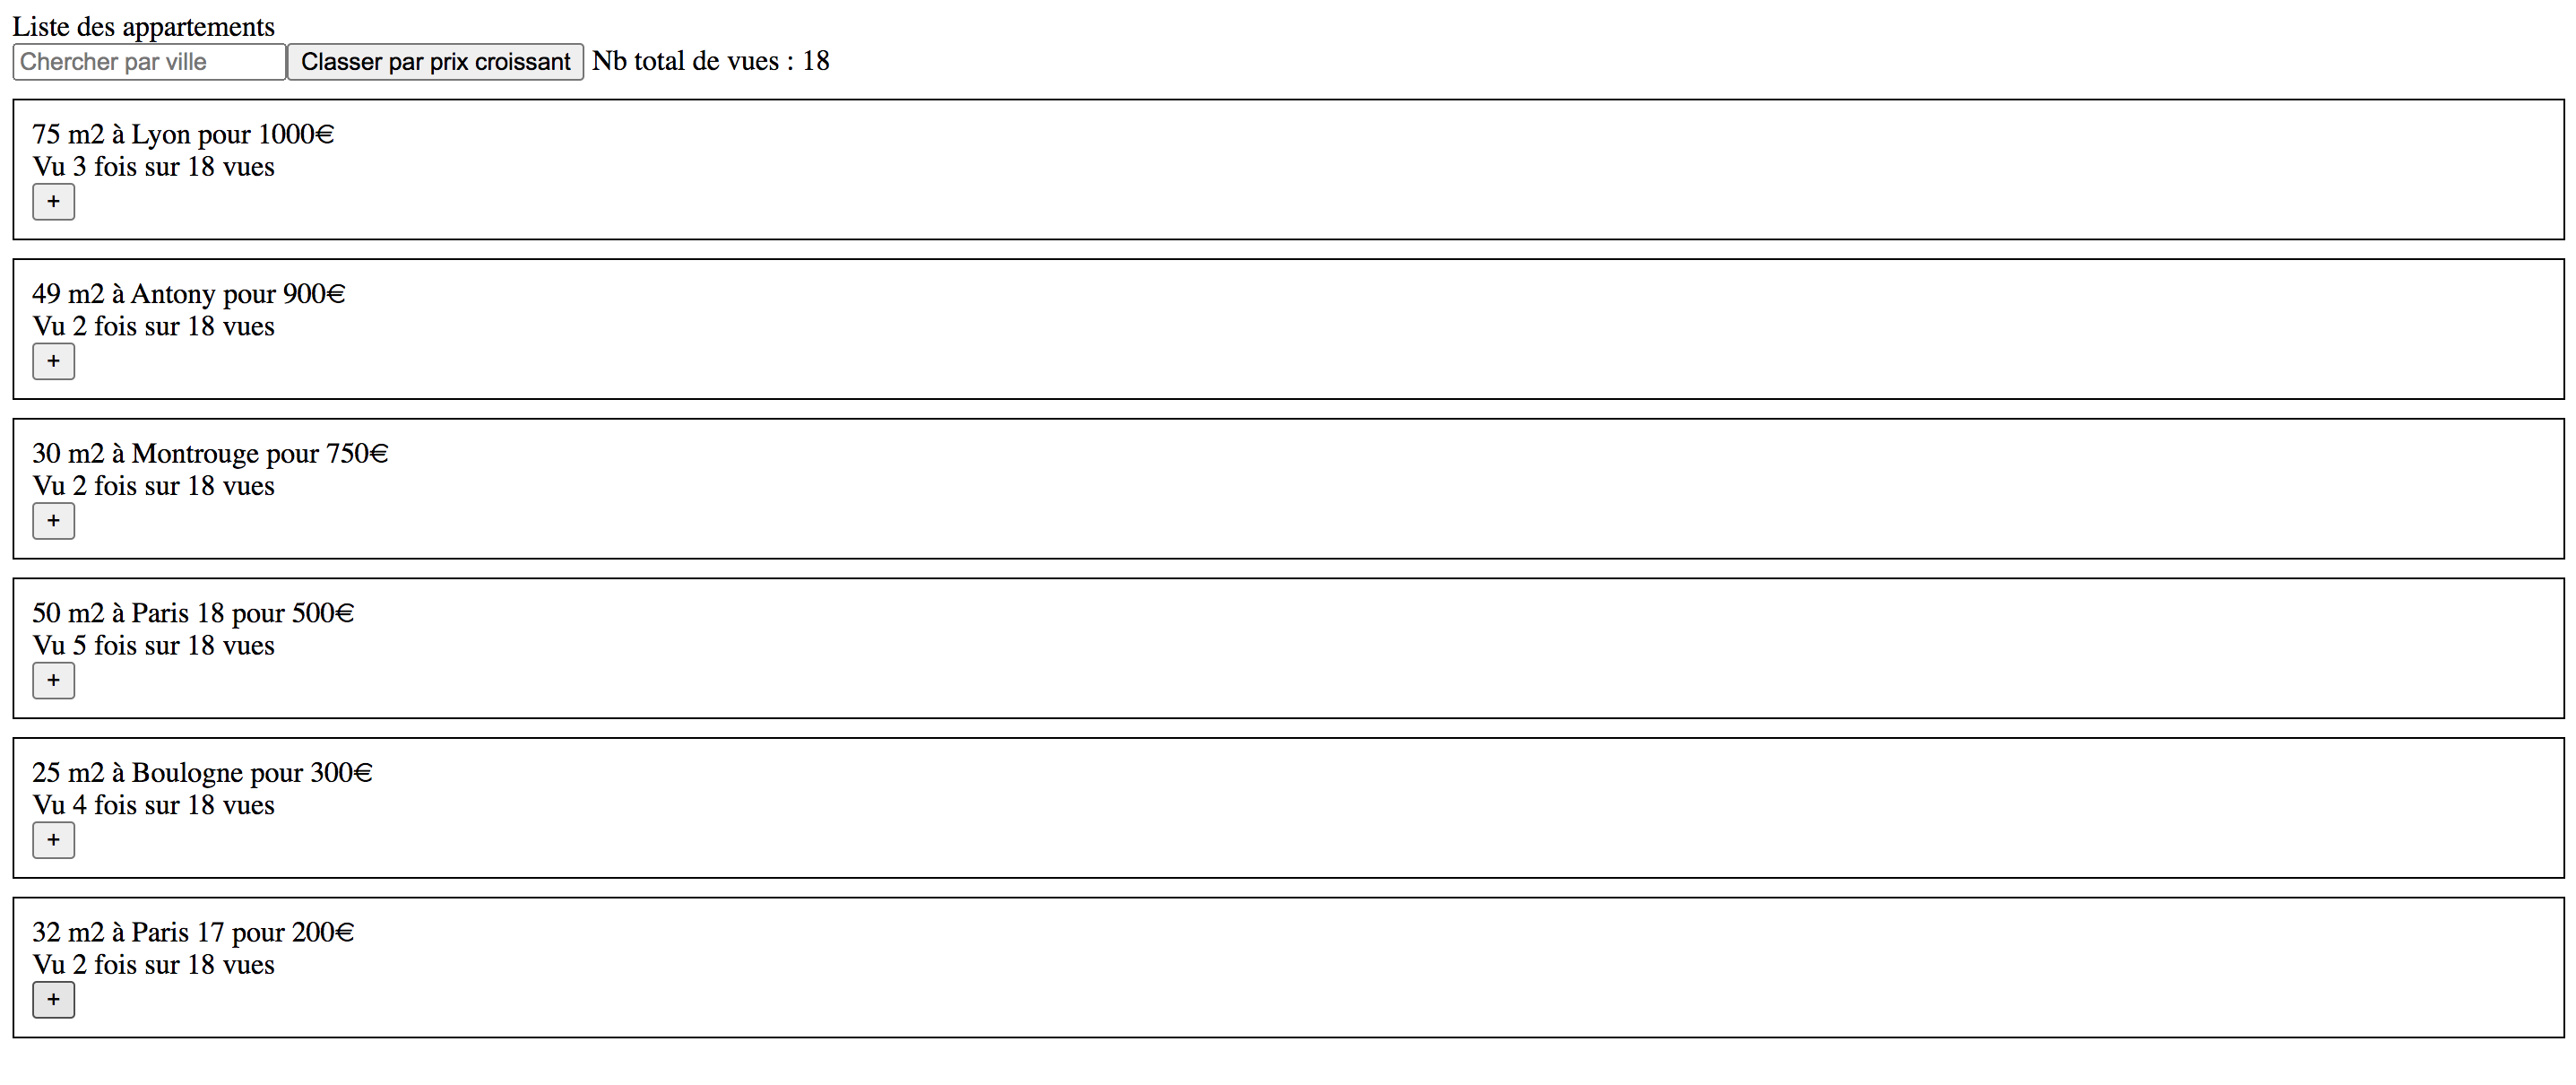 Liste des appartements
Chercher par ville Classer par prix croissant Nb total de vues : 18
75 m2 à Lyon pour 1000€
Vu 3 fois sur 18 vues
+
49 m2 à Antony pour 900€
Vu 2 fois sur 18 vues
+
30 m2 à Montrouge pour 750€
Vu 2 fois sur 18 vues
+
50 m2 à Paris 18 pour 500€
Vu 5 fois sur 18 vues
+
25 m2 à Boulogne pour 300€
Vu 4 fois sur 18 vues
+
32 m2 à Paris 17 pour 200€
Vu 2 fois sur 18 vues
+